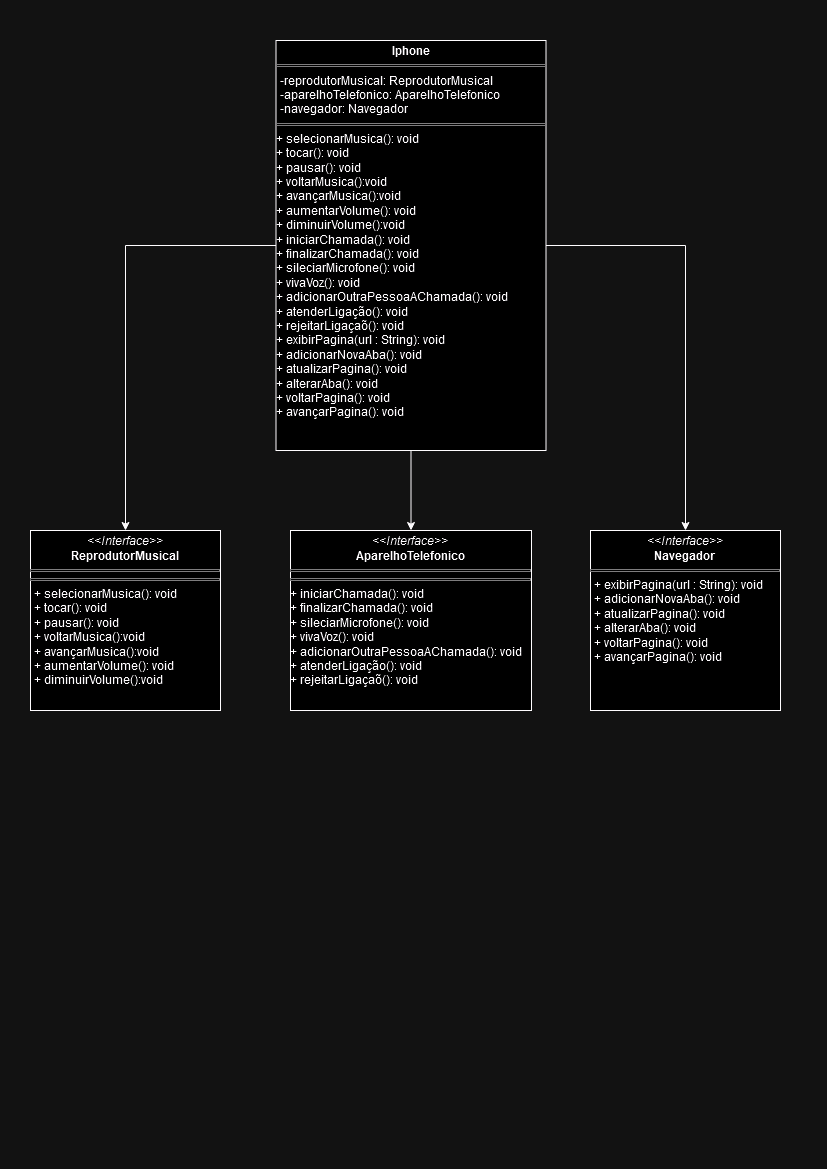 Iphone
-reprodutorMusical: ReprodutorMusical
-aparelhoTelefonico: AparelhoTelefonico
-navegador: Navegador
+ selecionarMusica(): void
+ tocar(): void
+ pausar(): void
+ voltarMusica():void
+ avançarMusica():void
+ aumentarVolume(): void
+ diminuirVolume():void
+ iniciarChamada(): void
+ finalizarChamada(): void
+ sileciarMicrofone(): void
+ vivaVoz(): void
+ adicionarOutraPessoaAChamada(): void
+ atenderLigação(): void
+ rejeitarLigaçaõ(): void
+ exibirPagina(url : String): void
+ adicionarNovaAba(): void
+ atualizarPagina(): void
+ alterarAba(): void
+ voltarPagina(): void
+ avançarPagina(): void
<<Interface>>
ReprodutorMusical
+ selecionarMusica(): void
+ tocar(): void
+ pausar(): void
+ voltarMusica():void
+ avançarMusica():void
+ aumentarVolume(): void
+ diminuirVolume():void
<<Interface>>
AparelhoTelefonico
+ iniciarChamada(): void
+ finalizarChamada(): void
+ sileciarMicrofone(): void
+ vivaVoz(): void
+ adicionarOutraPessoaAChamada(): void
+ atenderLigação(): void
+ rejeitarLigaçaõ(): void
<<Interface>>
Navegador
+ exibirPagina(url : String): void
+ adicionarNovaAba(): void
+ atualizarPagina(): void
+ alterarAba(): void
+ voltarPagina(): void
+ avançarPagina(): void